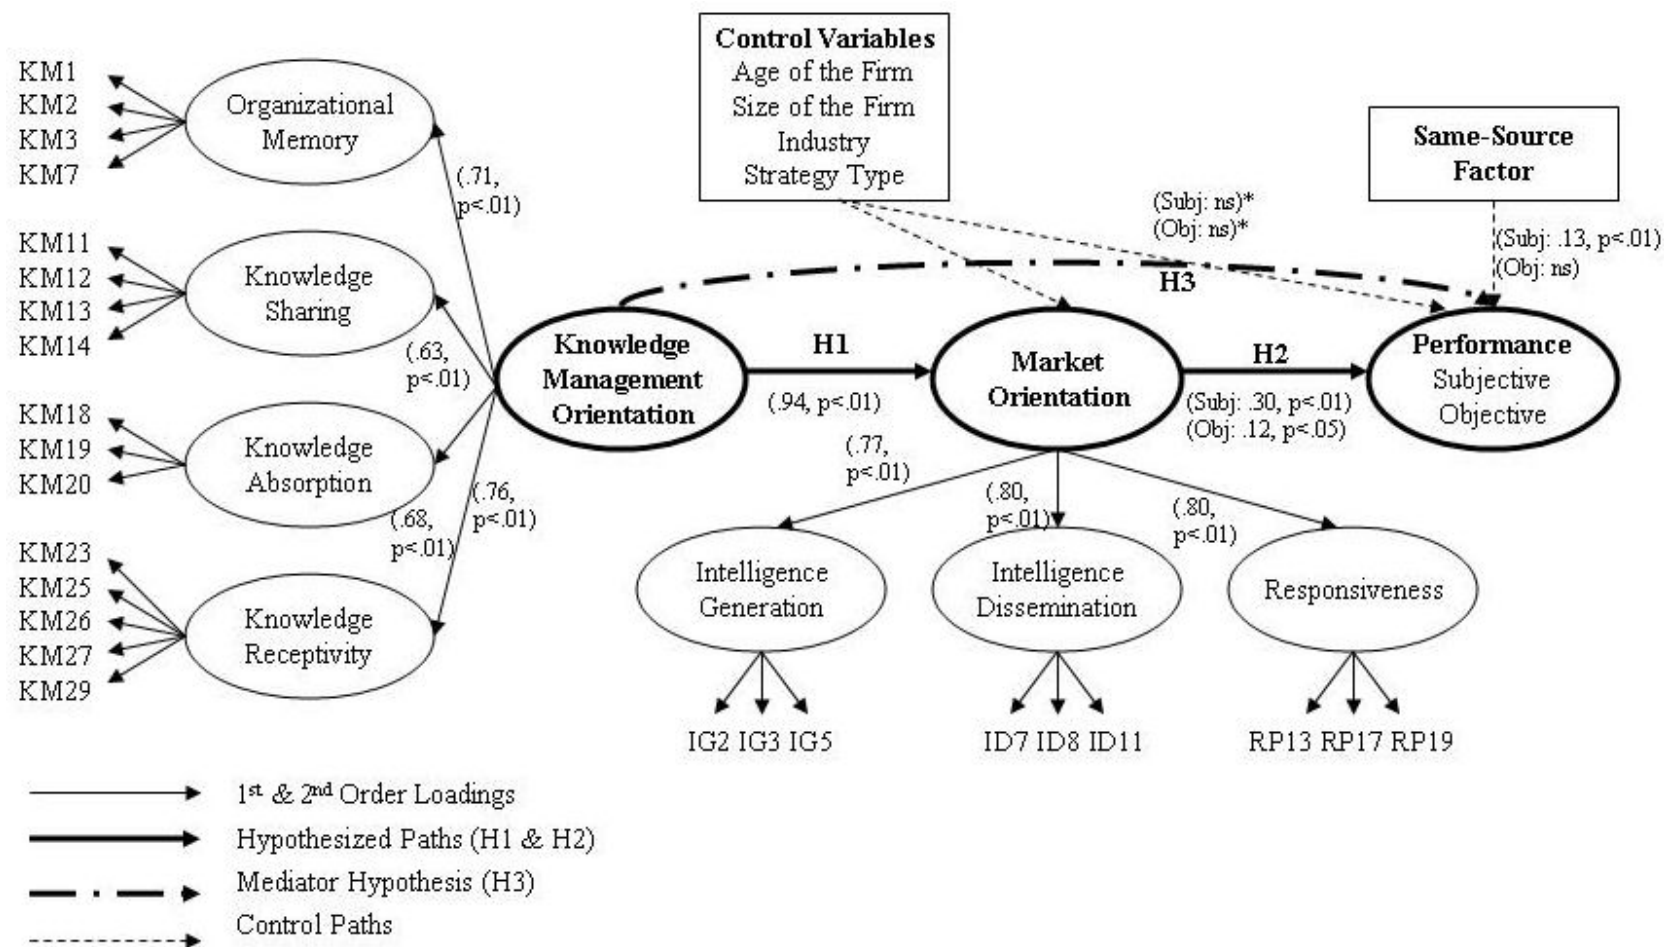 KM1
KM2
KM3
KM7
Organizational
Memory
(.71,
p<.01)
KM11
KM12
KM13
KM14
Knowledge
Sharing
(.63,
p<.01)
KM18
KM19
KM20
Knowledge
Absorption
(.68,
p<.01)
(.76,
p<.01)
KM23
KM25
KM26
KM27
KM29
Knowledge
Receptivity
Control Variables
Age of the Firm
Size of the Firm
Industry
Strategy Type
Same-Source
Factor
(Subj: ns)*
(Obj: ns)*
(Subj: .13, p<.01)
(Obj: ns)
H3
Knowledge
Management
Orientation
H1
(.94, p<.01)
Market
Orientation
H2
(Subj: .30, p<.01)
(Obj: .12, p<.05)
Performance
Subjective
Objective
(.77,
p<.01)
(.80,
p<.01)
(.80,
p<.01)
Intelligence
Generation
Intelligence
Dissemination
Responsiveness
IG2 IG3 IG5
ID7 ID8 ID11
RP13 RP17 RP19
1st & 2nd Order Loadings
Hypothesized Paths (H1 & H2)
Mediator Hypothesis (H3)
Control Paths